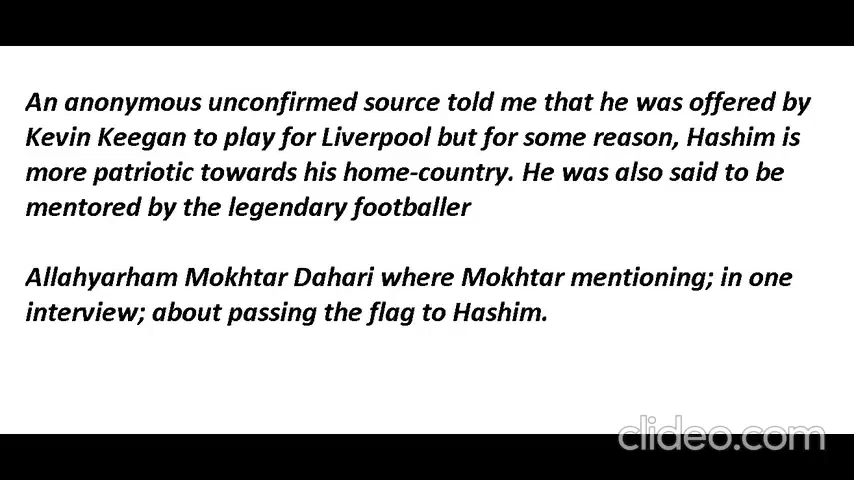 An anonymous unconfirmed source told me that he was offered by
Kevin Keegan to play for Liverpool but for some reason, Hashim is
more patriotic towards his home-country. He was also said to be
mentored by the legendary footballer
Allahyarham Mokhtar Dahari where Mokhtar mentioning; in one
interview; about passing the flag to Hashim.
clideo.com